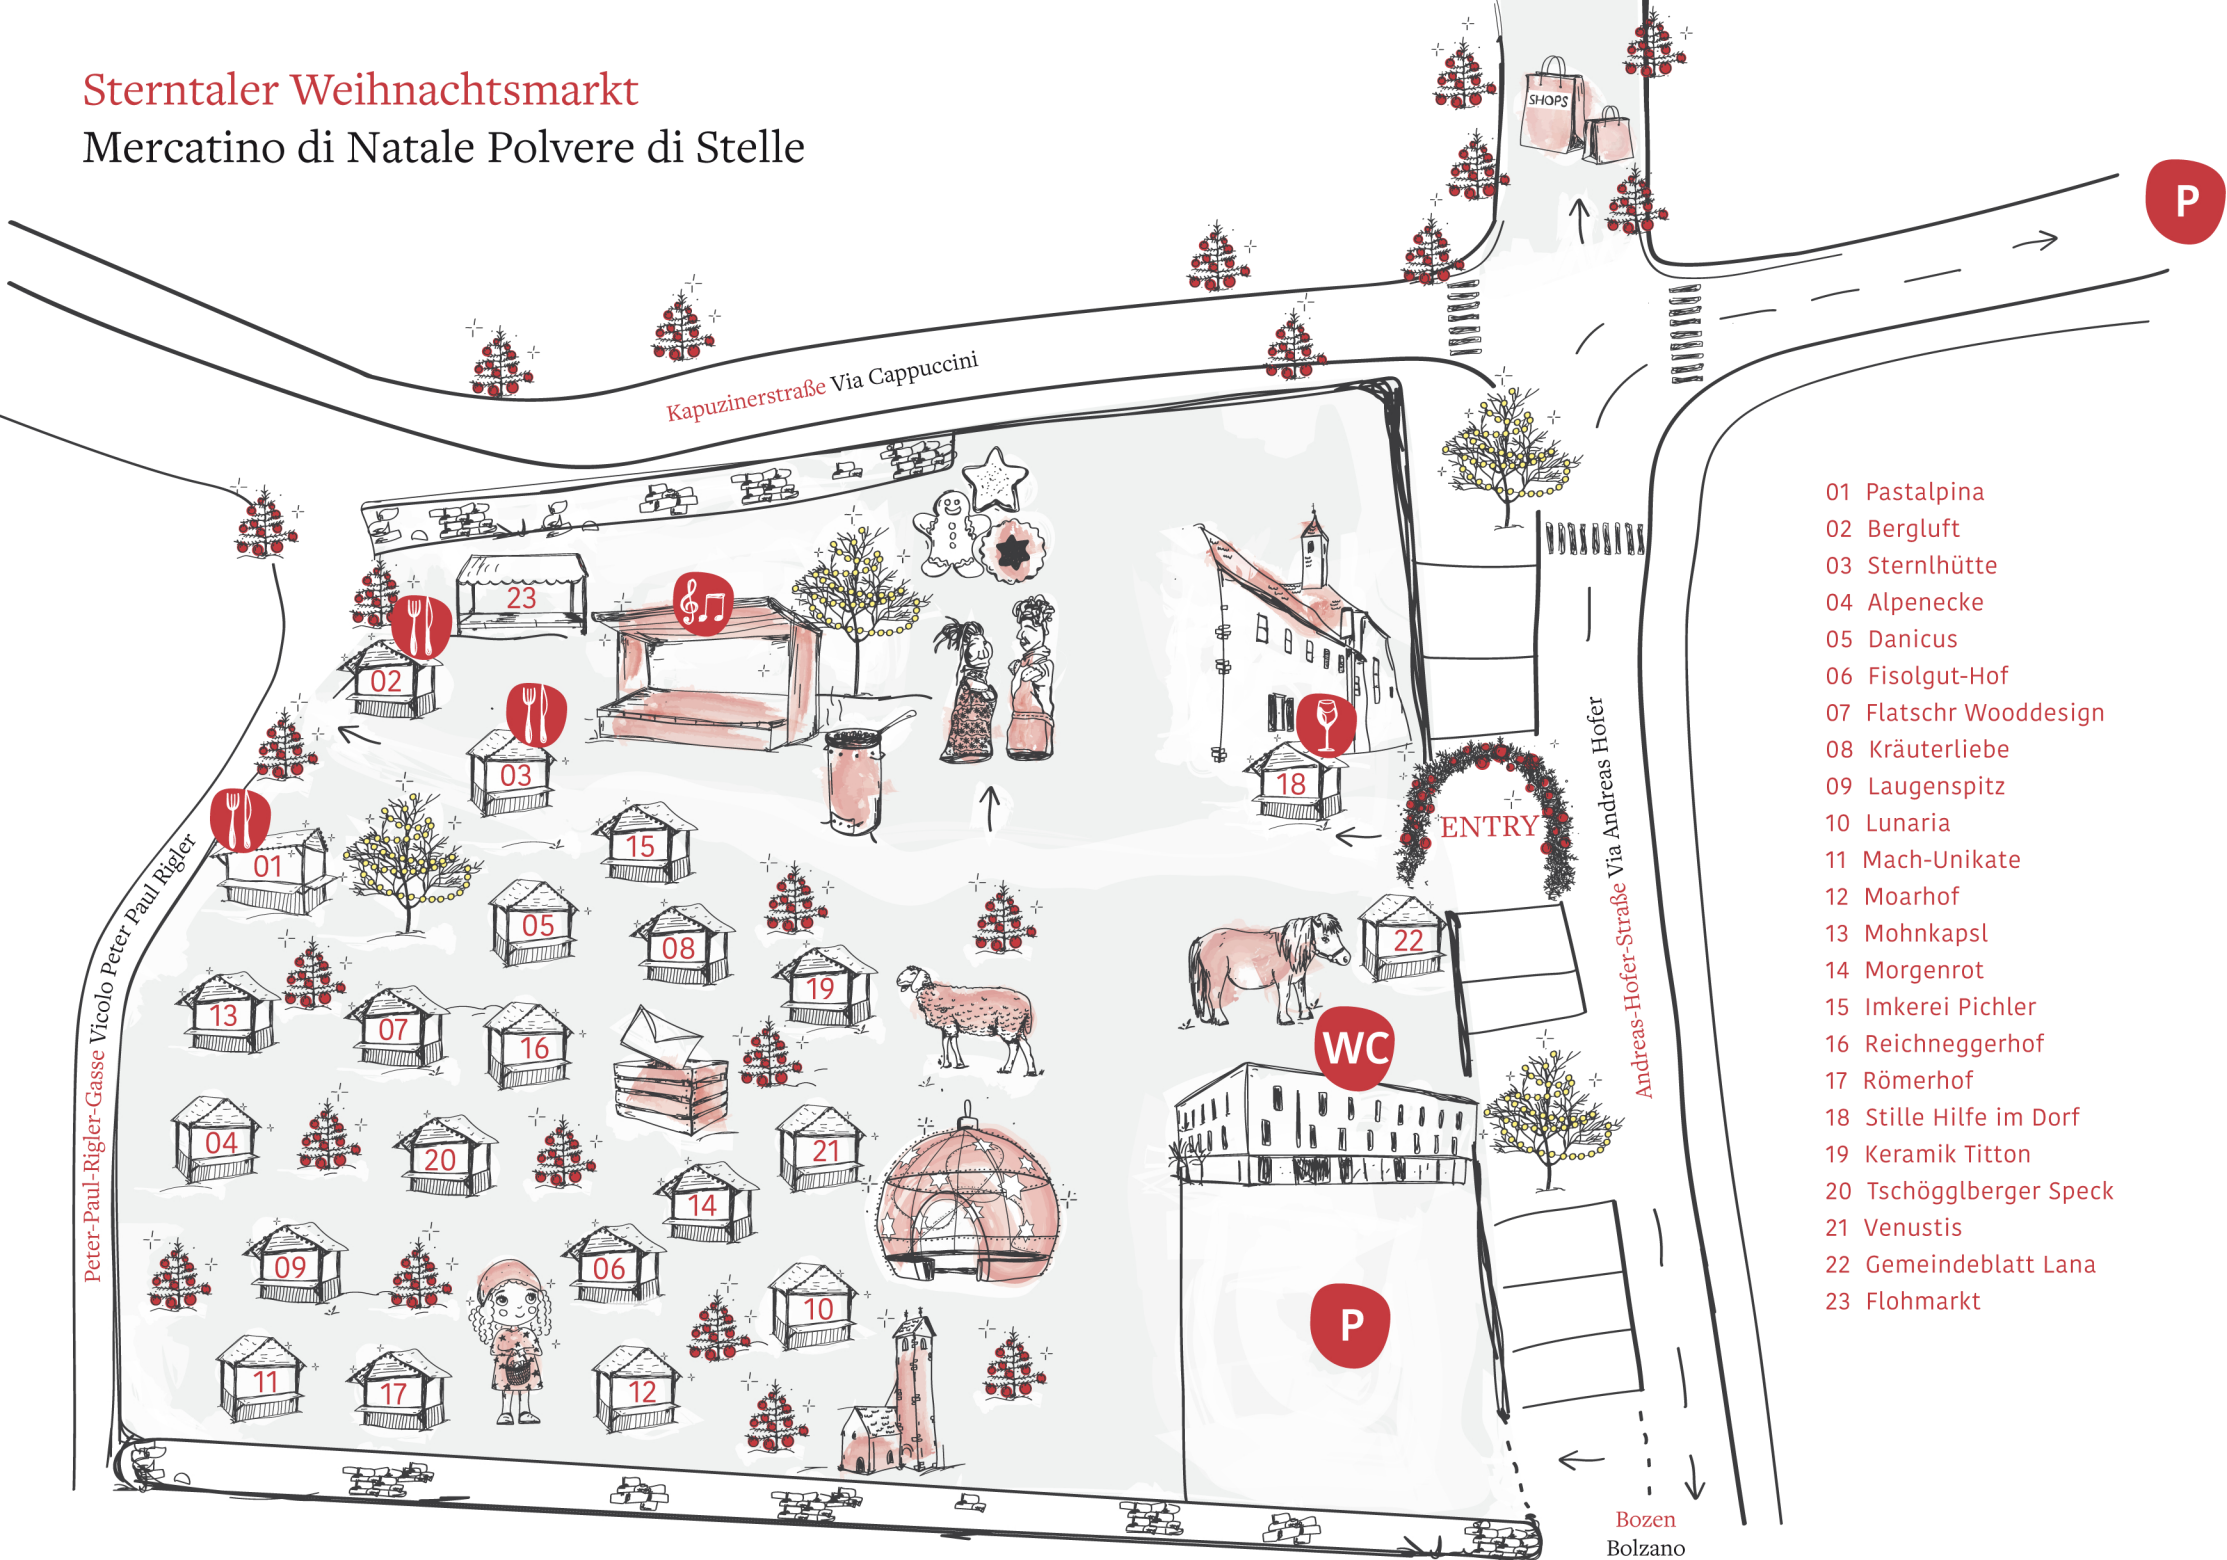 Sterntaler Weihnachtsmarkt
Mercatino di Natale Polvere di Stelle
SHOPS
P
Kapuzinerstraße Via Cappuccini
23
02
03
18
ENTRY
15
01
05
08
22
19
13
07
16
WC
04
20
21
14
09
06
10
P
11
17
12
Peter-Paul-Rigler-Gasse Vicolo Peter Paul Rigler
Andreas-Hofer-Straße Via Andreas Hofer
Bozen
Bolzano
01 Pastalpina
02 Bergluft
03 Sternlhütte
04 Alpenecke
05 Danicus
06 Fisolgut-Hof
07 Flatschr Wooddesign
08 Kräuterliebe
09 Laugenspitz
10 Lunaria
11 Mach-Unikate
12 Moarhof
13 Mohnkapsl
14 Morgenrot
15 Imkerei Pichler
16 Reichneggerhof
17 Römerhof
18 Stille Hilfe im Dorf
19 Keramik Titton
20 Tschögglberger Speck
21 Venustis
22 Gemeindeblatt Lana
23 Flohmarkt